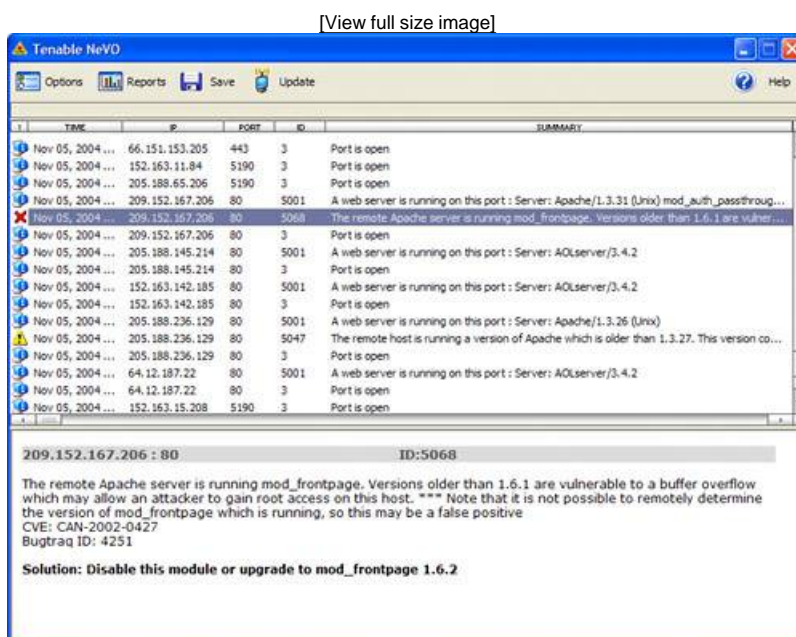 [View full size image]
Tenable NeVO
Options Reports Save Update Help
! TIME IP PORT ID SUMMARY
Nov 05, 2004 ... 66.151.153.205 443 3 Port is open
Nov 05, 2004 ... 152.163.11.84 5190 3 Port is open
Nov 05, 2004 ... 205.188.65.206 5190 3 Port is open
Nov 05, 2004 ... 209.152.167.206 80 5001 A web server is running on this port : Server: Apache/1.3.31 (Unix) mod_auth_passthroug...
Nov 05, 2004 ... 209.152.167.206 80 5068 The remote Apache server is running mod_frontpage. Versions older than 1.6.1 are vulner...
Nov 05, 2004 ... 209.152.167.206 80 3 Port is open
Nov 05, 2004 ... 205.188.145.214 80 5001 A web server is running on this port : Server: AOLserver/3.4.2
Nov 05, 2004 ... 205.188.145.214 80 3 Port is open
Nov 05, 2004 ... 152.163.142.185 80 5001 A web server is running on this port : Server: AOLserver/3.4.2
Nov 05, 2004 ... 152.163.142.185 80 3 Port is open
Nov 05, 2004 ... 205.188.236.129 80 5001 A web server is running on this port : Server: Apache/1.3.26 (Unix)
Nov 05, 2004 ... 205.188.236.129 80 5047 The remote host is running a version of Apache which is older than 1.3.27. This version co...
Nov 05, 2004 ... 205.188.236.129 80 3 Port is open
Nov 05, 2004 ... 64.12.187.22 80 5001 A web server is running on this port : Server: AOLserver/3.4.2
Nov 05, 2004 ... 64.12.187.22 80 3 Port is open
Nov 05, 2004 ... 152.163.15.208 5190 3 Port is open
209.152.167.206 : 80 ID:5068
The remote Apache server is running mod_frontpage. Versions older than 1.6.1 are vulnerable to a buffer overflow
which may allow an attacker to gain root access on this host. *** Note that it is not possible to remotely determine
the version of mod_frontpage which is running, so this may be a false positive
CVE: CAN-2002-0427
Bugtraq ID: 4251
Solution: Disable this module or upgrade to mod_frontpage 1.6.2